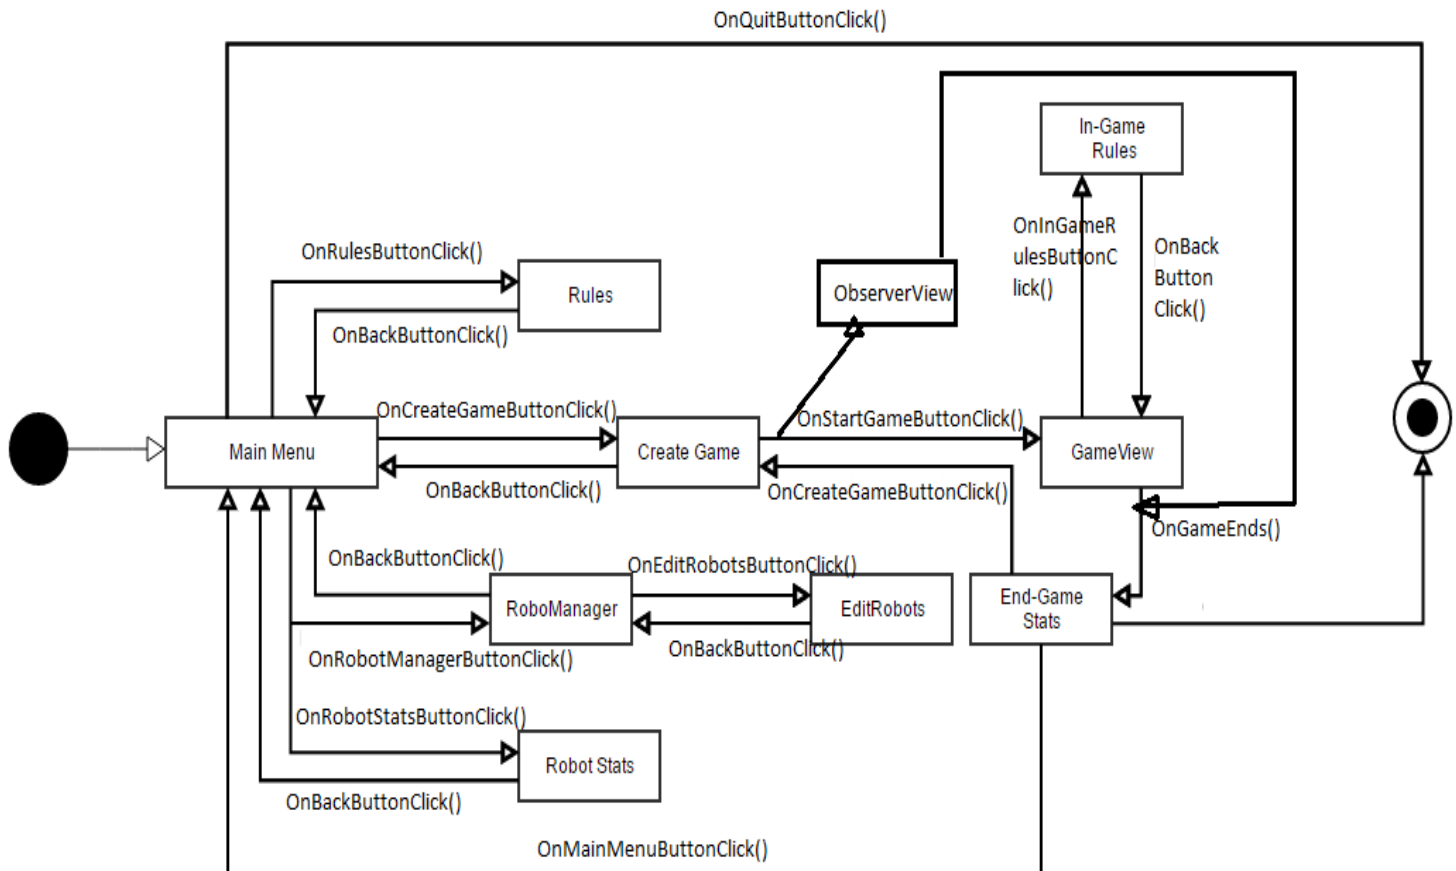 OnQuitButtonClick()
In-Game
Rules
OnInGameR
ulesButtonC
lick()
OnBack
Button
Click()
OnRulesButtonClick()
Rules
ObserverView
OnBackButtonClick()
OnCreateGameButtonClick()
OnStartGameButtonClick()
Main Menu
Create Game
GameView
OnBackButtonClick()
OnCreateGameButtonClick()
OnGameEnds()
OnBackButtonClick()
OnEditRobotsButtonClick()
RoboManager
EditRobots
End-Game
Stats
OnBackButtonClick()
OnRobotManagerButtonClick()
OnRobotStatsButtonClick()
Robot Stats
OnBackButtonClick()
OnMainMenuButtonClick()